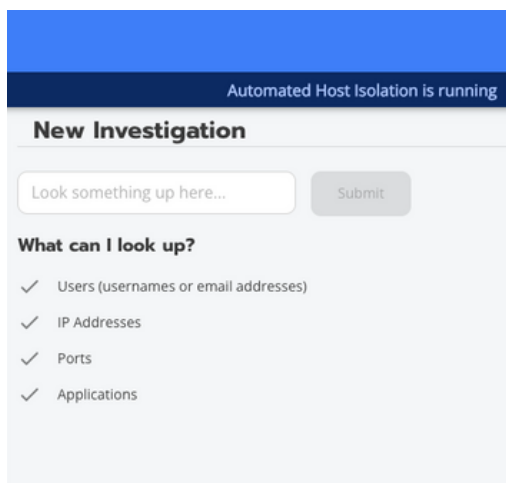 Automated Host Isolation is running
New Investigation
Look something up here...
Submit
What can I look up?
Users (usernames or email addresses)
IP Addresses
Ports
Applications